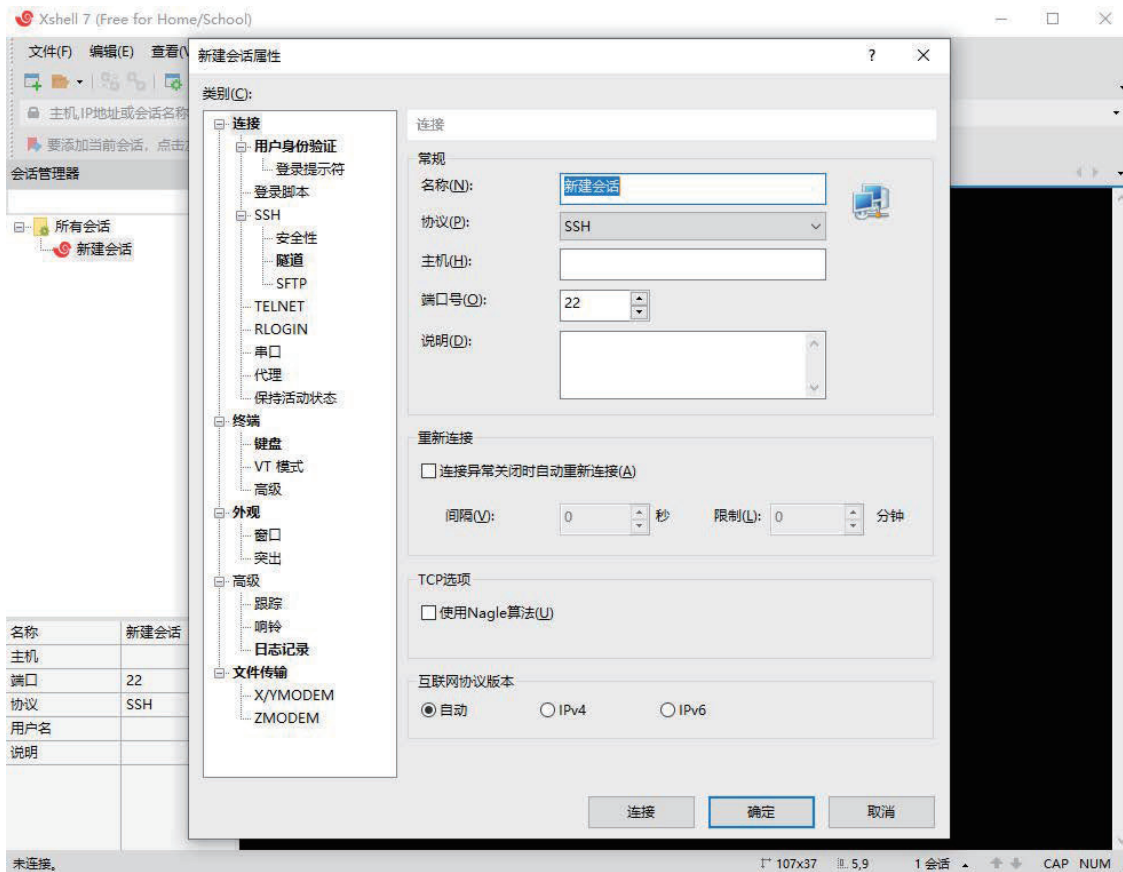 Xshell 7 (Free for Home/School)
文件(F) 编辑(E) 查看(V
主机,IP地址或会话名称
要添加当前会话，点击
会话管理器
所有会话
新建会话
名称 新建会话
主机
端口 22
协议 SSH
用户名
说明
新建会话属性
类别(C):
连接
用户身份验证
登录提示符
登录脚本
SSH
安全性
隧道
SFTP
TELNET
RLOGIN
串口
代理
保持活动状态
终端
键盘
VT 模式
高级
外观
窗口
突出
高级
跟踪
响铃
日志记录
文件传输
X/YMODEM
ZMODEM
连接
常规
名称(N): 新建会话
协议(P): SSH
主机(H):
端口号(O): 22
说明(D):
重新连接
连接异常关闭时自动重新连接(A)
间隔(V): 0 秒 限制(L): 0 分钟
TCP选项
使用Nagle算法(U)
互联网协议版本
自动 IPv4 IPv6
连接 确定 取消
未连接。 107x37 5,9 1 会话 CAP NUM